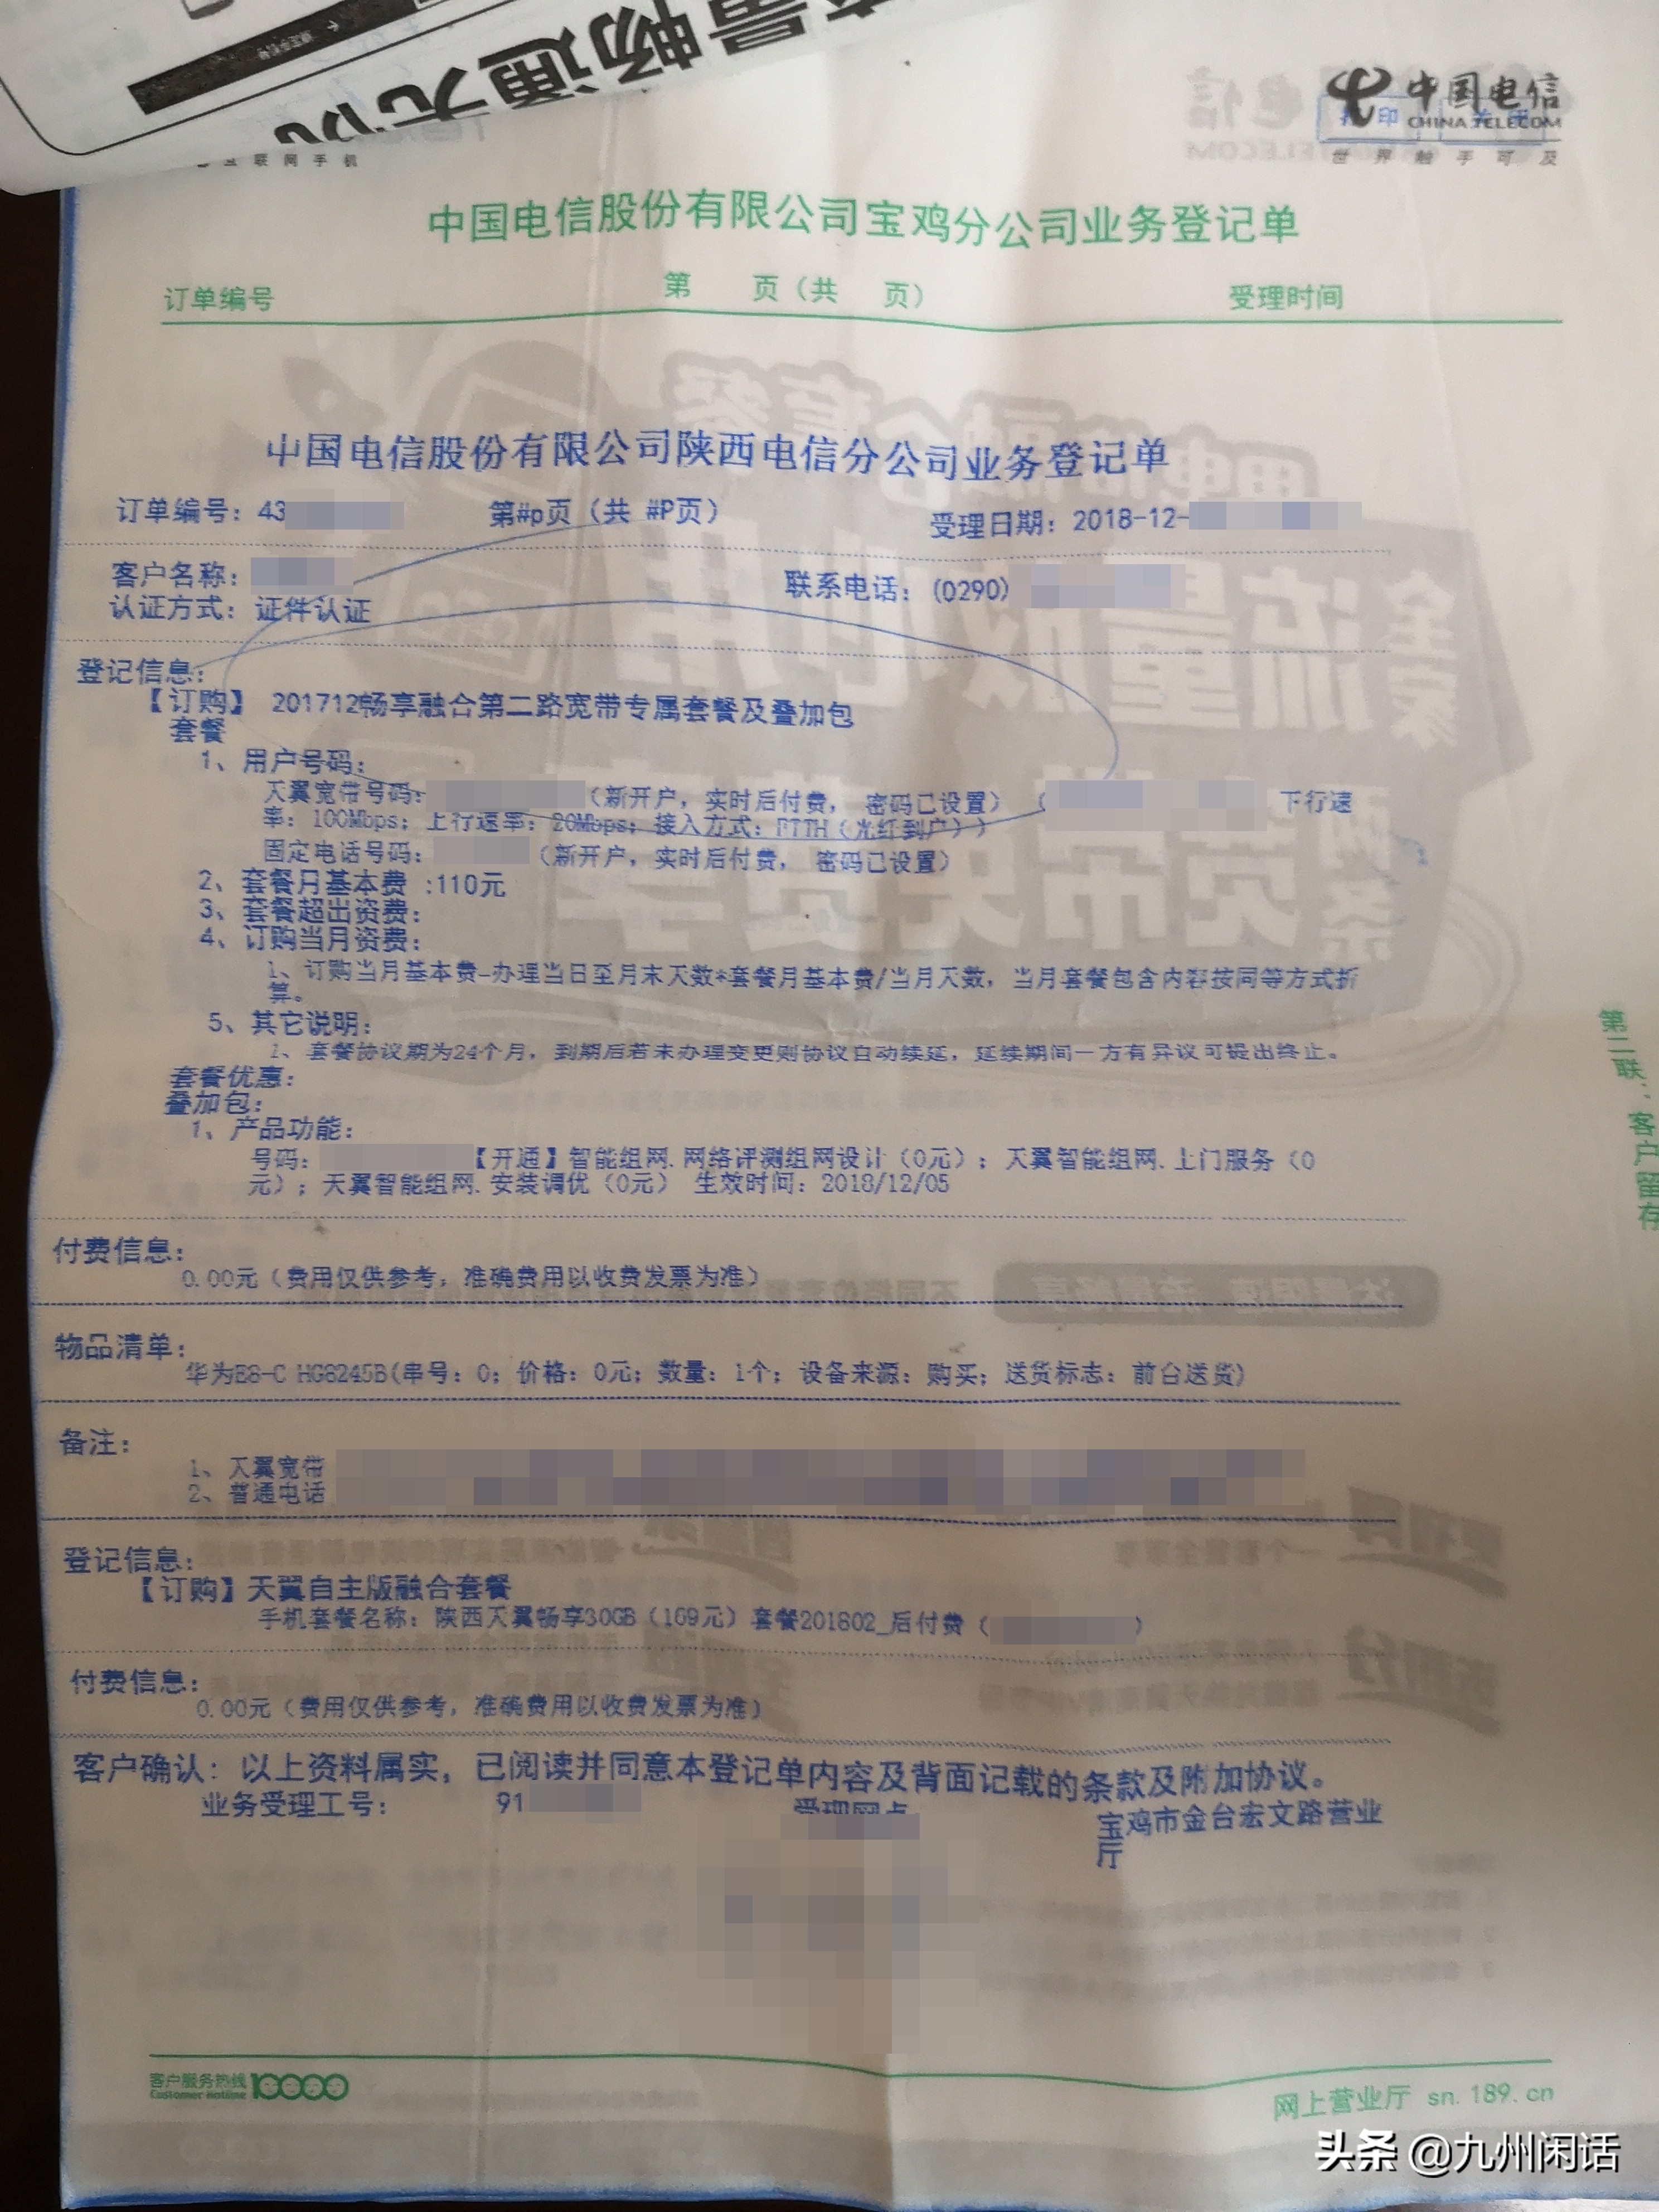 量畅通无忧
互联网手机
中国电信
CHINA TELECOM
世界触手可及
中国电信股份有限公司宝鸡分公司业务登记单
订单编号 第 页（共 页） 受理时间
中国电信股份有限公司陕西电信分公司业务登记单
订单编号：43 第#p页（共 #P页） 受理日期：2018-12-
客户名称： 联系电话：(0290)
认证方式：证件认证
登记信息：
【订购】 201712畅享融合第二路宽带专属套餐及叠加包
套餐
1、用户号码：
天翼宽带号码： （新开户，实时后付费， 密码已设置）（ 下行速
率：100Mbps；上行速率：20Mbps；接入方式：FTTH（光纤到户））
固定电话号码： （新开户，实时后付费， 密码已设置）
2、套餐月基本费 :110元
3、套餐超出资费：
4、订购当月资费：
1、订购当月基本费-办理当日至月末天数*套餐月基本费/当月天数，当月套餐包含内容按同等方式折
算。
5、其它说明：
1、套餐协议期为24个月，到期后若未办理变更则协议自动续延，延续期间一方有异议可提出终止。
套餐优惠：
叠加包：
1、产品功能：
号码： 【开通】智能组网.网络评测组网设计（0元）；天翼智能组网.上门服务（0
元）；天翼智能组网.安装调优（0元） 生效时间：2018/12/05
付费信息：
0.00元（费用仅供参考，准确费用以收费发票为准）
物品清单：
华为E8-C HG8245B(串号：0；价格：0元；数量：1个；设备来源：购买；送货标志：前台送货)
备注：
1、天翼宽带
2、普通电话
登记信息：
【订购】天翼自主版融合套餐
手机套餐名称：陕西天翼畅享30GB（169元）套餐201802_后付费（ ）
付费信息：
0.00元（费用仅供参考，准确费用以收费发票为准）
客户确认：以上资料属实，已阅读并同意本登记单内容及背面记载的条款及附加协议。
业务受理工号： 91 受理网点 宝鸡市金台宏文路营业
厅
第二联：客户留存
客户服务热线 10000
Customer Hotline
网上营业厅 sn.189.cn
头条 @九州闲话